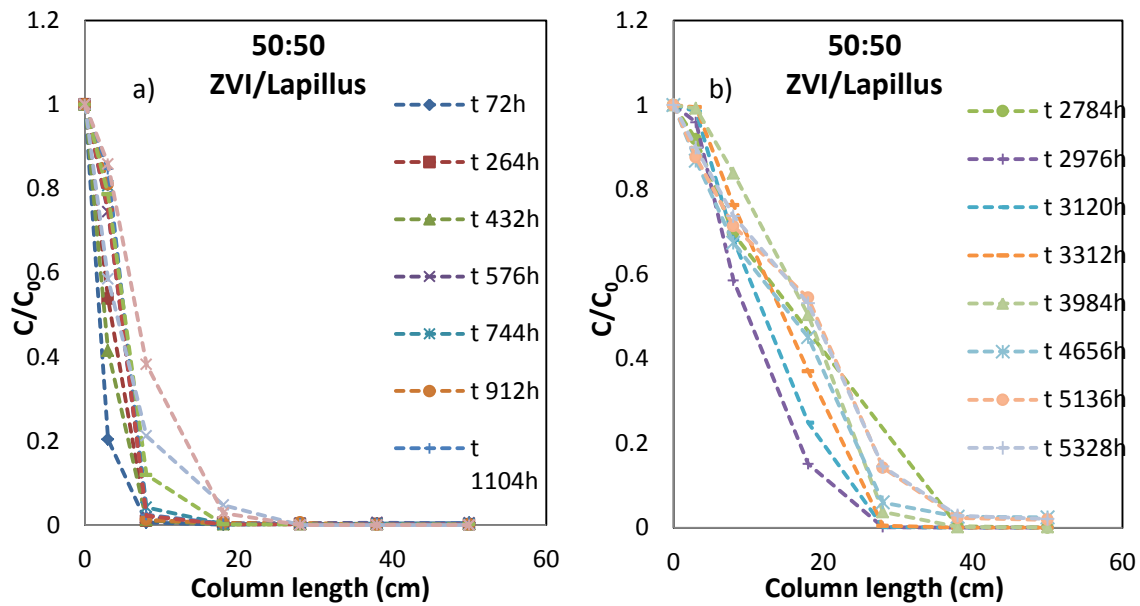 1.2
1
0.8
0.6
0.4
0.2
0
C/C0
50:50
ZVI/Lapillus
a)
t 72h
t 264h
t 432h
t 576h
t 744h
t 912h
t
1104h
0 20 40 60
Column length (cm)
1.2
1
0.8
0.6
0.4
0.2
0
C/C0
50:50
ZVI/Lapillus
b)
t 2784h
t 2976h
t 3120h
t 3312h
t 3984h
t 4656h
t 5136h
t 5328h
0 20 40 60
Column length (cm)